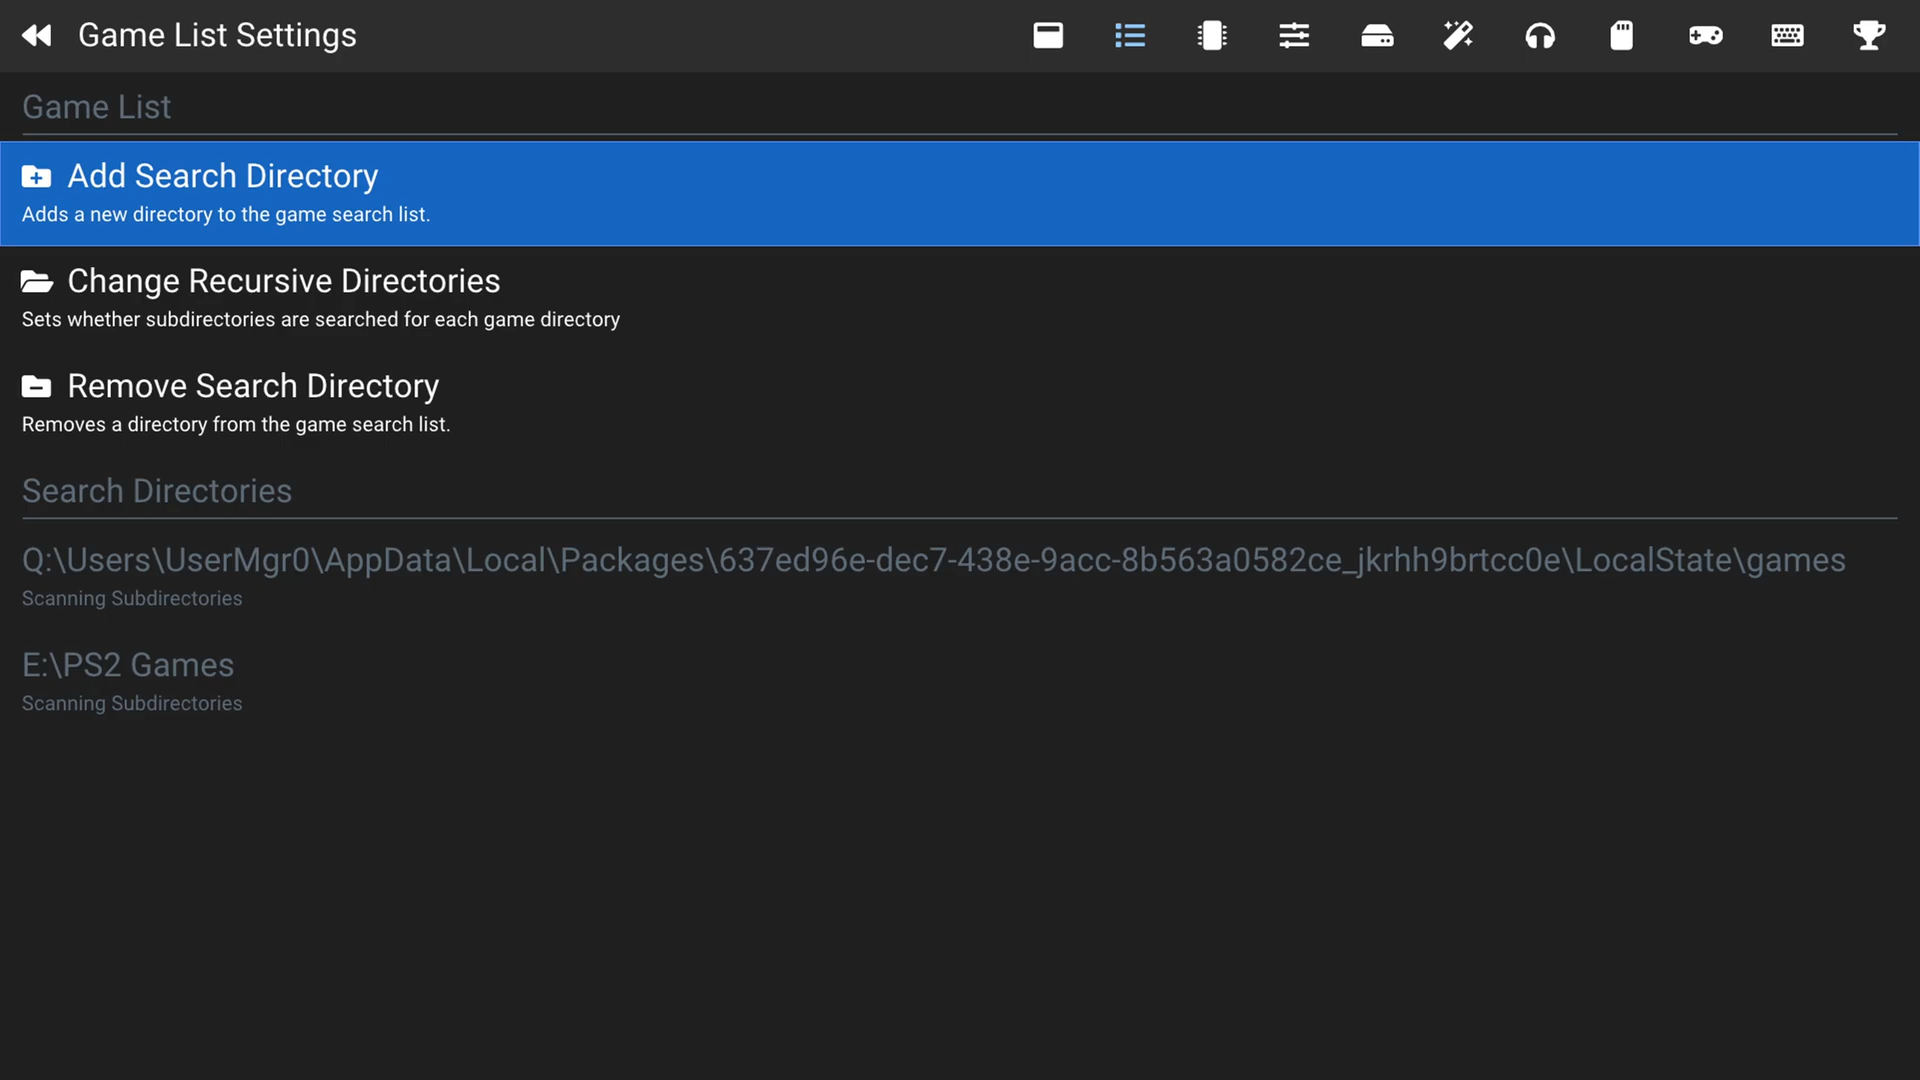 Game List Settings
Game List
Add Search Directory
Adds a new directory to the game search list.
Change Recursive Directories
Sets whether subdirectories are searched for each game directory
Remove Search Directory
Removes a directory from the game search list.
Search Directories
Q:\Users\UserMgr0\AppData\Local\Packages\637ed96e-dec7-438e-9acc-8b563a0582ce_jkrhh9brtcc0e\LocalState\games
Scanning Subdirectories
E:\PS2 Games
Scanning Subdirectories